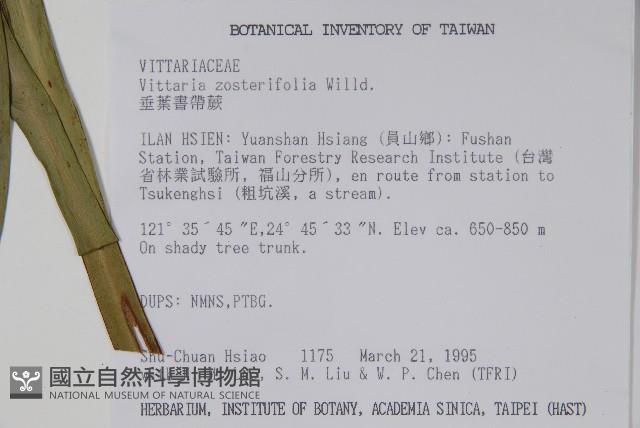 BOTANICAL INVENTORY OF TAIWAN
VITTARIACEAE
Vittaria zosterifolia Willd.
垂葉書帶蕨
ILAN HSIEN: Yuanshan Hsiang (員山鄉): Fushan
Station, Taiwan Forestry Research Institute (台灣
省林業試驗所, 福山分所), en route from station to
Tsukenghsi (粗坑溪, a stream).
121° 35´45 ″E,24° 45´33 ″N. Elev ca. 650-850 m
On shady tree trunk.
DUPS: NMNS,PTBG.
Shu-Chuan Hsiao 1175 March 21, 1995
S. M. Liu & W. P. Chen (TFRI)
國立自然科學博物館
NATIONAL MUSEUM OF NATURAL SCIENCE
HERBARIUM, INSTITUTE OF BOTANY, ACADEMIA SINICA, TAIPEI (HAST)